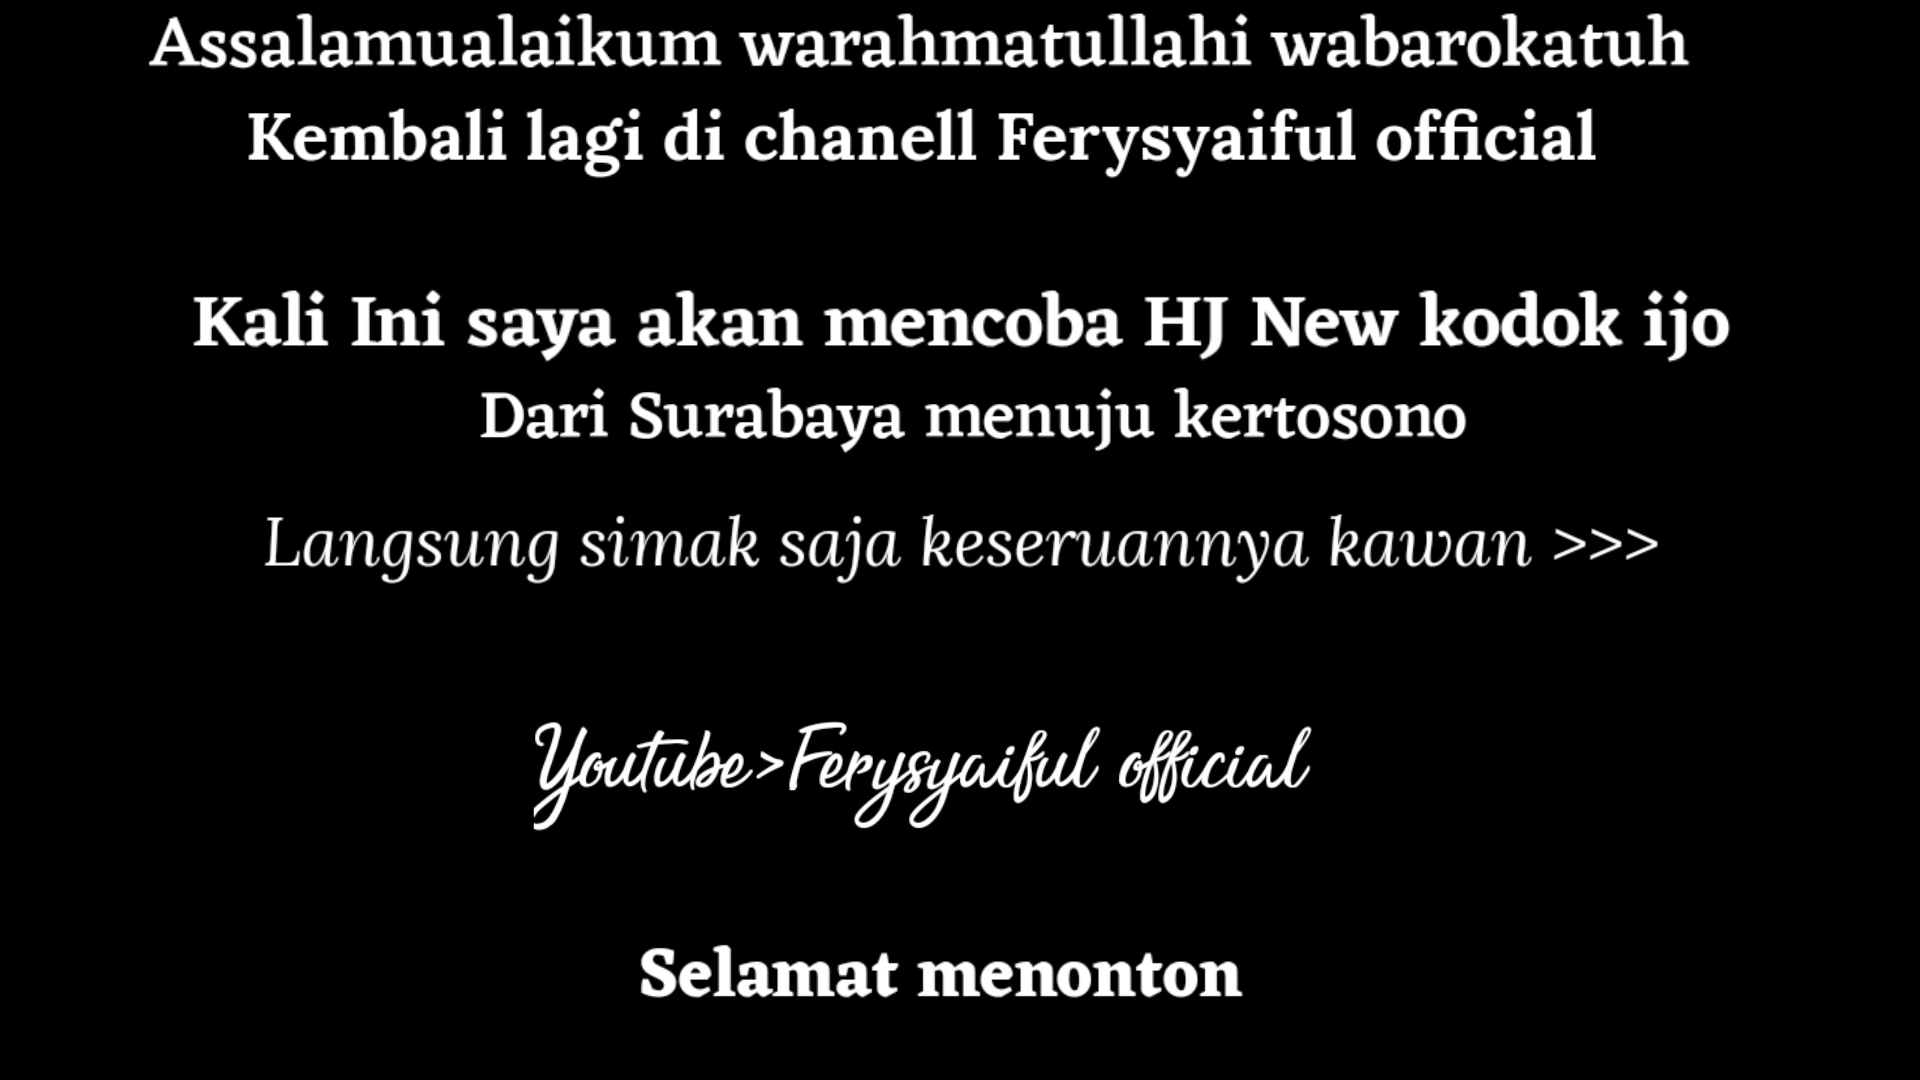 Assalamualaikum warahmatullahi wabarokatuh
Kembali lagi di chanell Ferysyaiful official
Kali Ini saya akan mencoba HJ New kodok ijo
Dari Surabaya menuju kertosono
Langsung simak saja keseruannya kawan >>>
Youtube>Ferysyaiful official
Selamat menonton